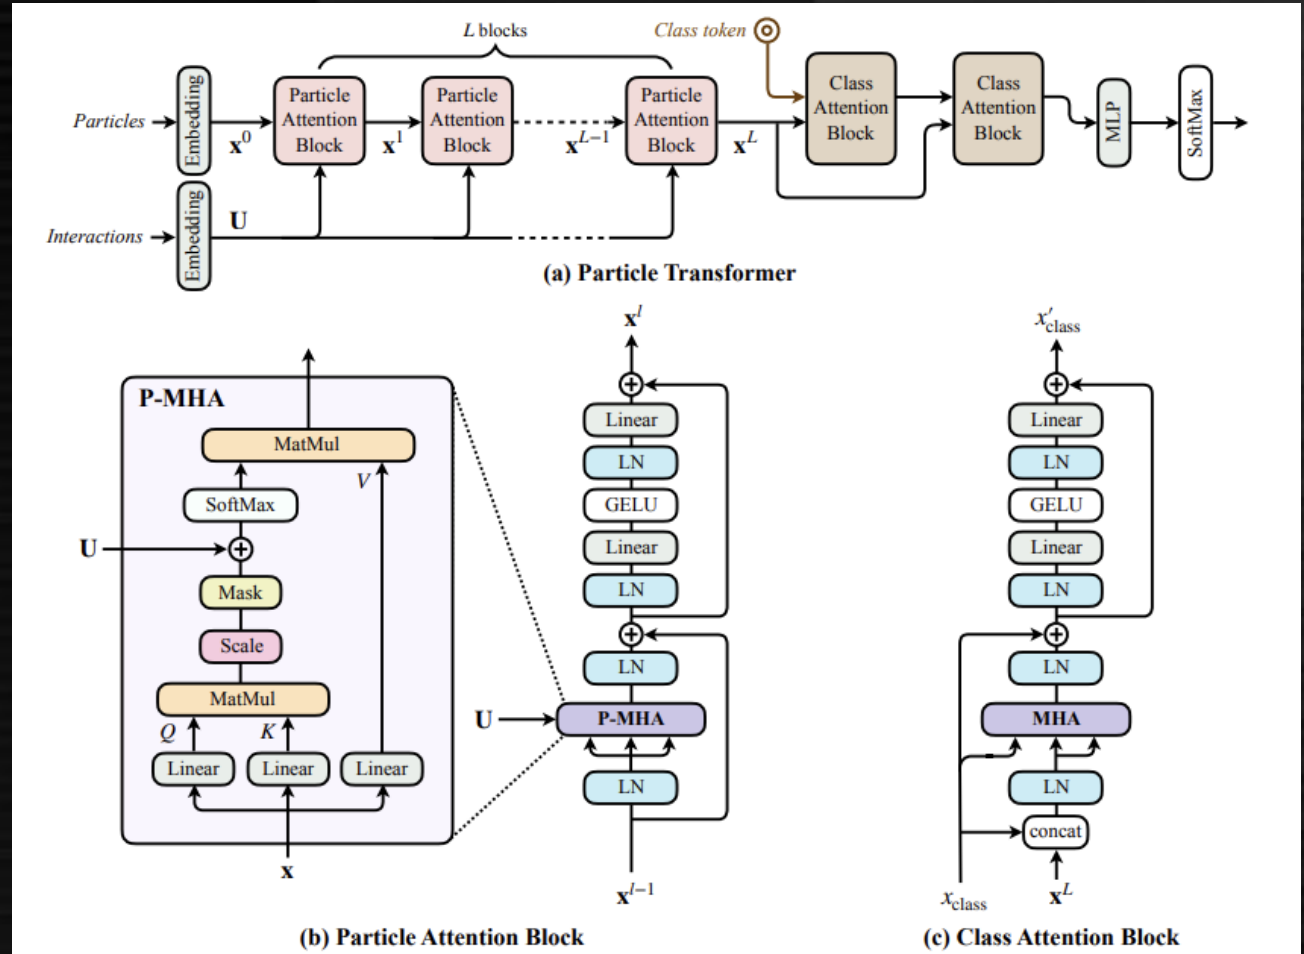 L blocks
Class token
Particles
Embedding
x⁰
Particle
Attention
Block
x¹
Particle
Attention
Block
xᴸ⁻¹
Particle
Attention
Block
xᴸ
Class
Attention
Block
Class
Attention
Block
MLP
SoftMax
Interactions
Embedding
U
(a) Particle Transformer
P-MHA
MatMul
V
SoftMax
U
+
Mask
Scale
MatMul
Q
K
Linear
Linear
Linear
x
xˡ
+
Linear
LN
GELU
Linear
LN
+
LN
U
P-MHA
LN
xˡ⁻¹
(b) Particle Attention Block
x′class
+
Linear
LN
GELU
Linear
LN
+
LN
MHA
LN
concat
xclass
xᴸ
(c) Class Attention Block